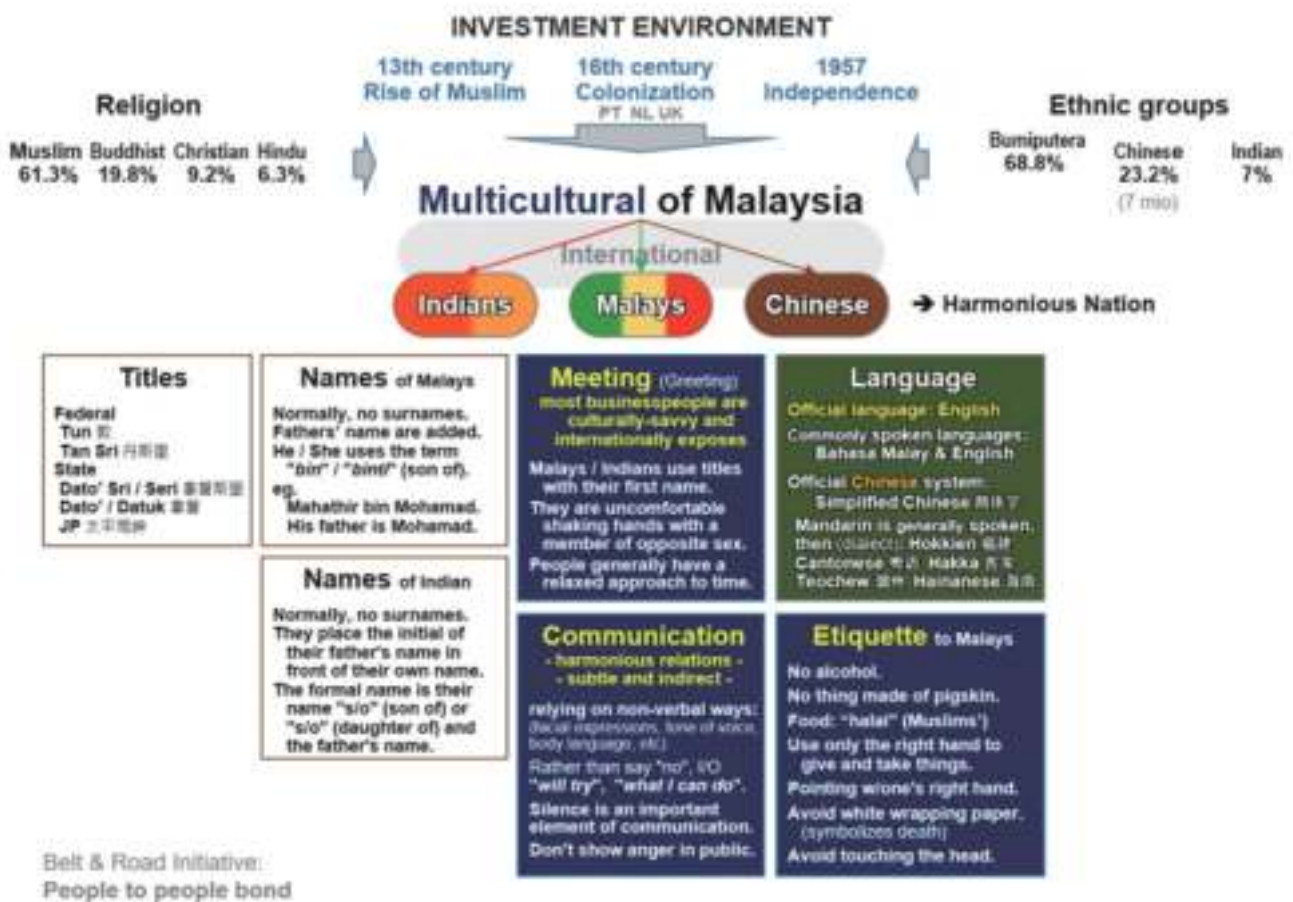 INVESTMENT ENVIRONMENT
13th century
Rise of Muslim
16th century
Colonization
PT NL UK
1957
Independence
Religion
Muslim Buddhist Christian Hindu
61.3% 19.8% 9.2% 6.3%
Ethnic groups
Bumiputera
68.8%
Chinese
23.2%
(7 mio)
Indian
7%
Multicultural of Malaysia
International
Indians
Malays
Chinese
➔ Harmonious Nation
Titles
Federal
Tun
Tan Sri 丹斯里
State
Dato' Sri / Seri
Dato' / Datuk
JP 太平
Names of Malays
Normally, no surnames.
Fathers' name are added.
He / She uses the term
"bin" / "binti" (son of).
eg.
Mahathir bin Mohamad.
His father is Mohamad.
Names of Indian
Normally, no surnames.
They place the initial of
their father's name in
front of their own name.
The formal name is their
name "s/o" (son of) or
"s/o" (daughter of) and
the father's name.
Meeting (Greeting)
most businesspeople are
culturally-savvy and
internationally exposes
Malays / Indians use titles
with their first name.
They are uncomfortable
shaking hands with a
member of opposite sex.
People generally have a
relaxed approach to time.
Language
Official language: English
Commonly spoken languages:
Bahasa Malay & English
Official Chinese system:
Simplified Chinese
Mandarin is generally spoken,
then (dialect): Hokkien
Cantonese Hakka
Teochew Hainanese
Communication
- harmonious relations -
- subtle and indirect -
relying on non-verbal ways:
(facial expressions, tone of voice,
body language, etc)
Rather than say "no", I/O
"will try", "what I can do".
Silence is an important
element of communication.
Don't show anger in public.
Etiquette to Malays
No alcohol.
No thing made of pigskin.
Food: "halal" (Muslims')
Use only the right hand to
give and take things.
Pointing w/one's right hand.
Avoid white wrapping paper.
(symbolizes death)
Avoid touching the head.
Belt & Road Initiative:
People to people bond